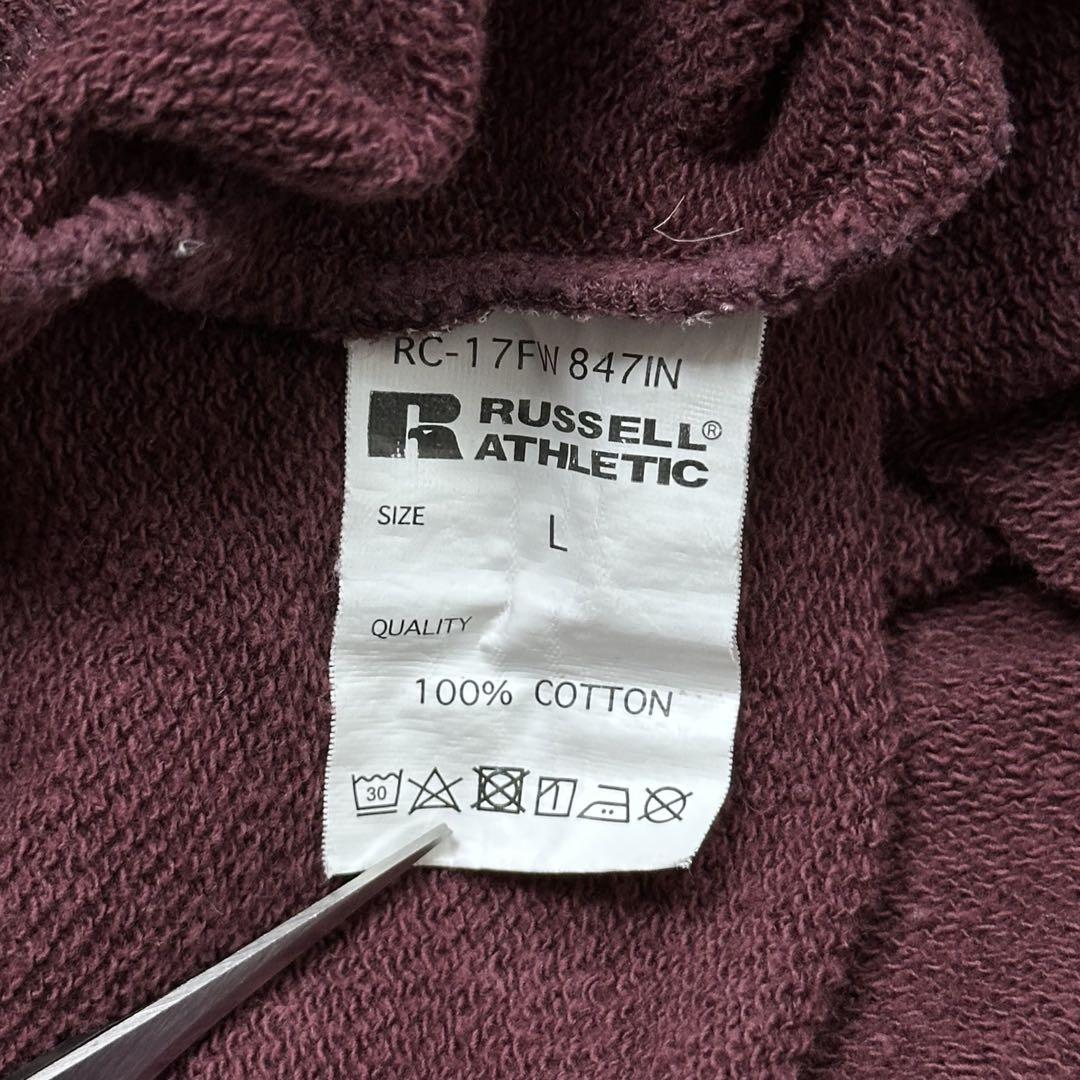 RC-17FW 847IN
RUSSELL®
ATHLETIC
SIZE
L
QUALITY
100% COTTON
30